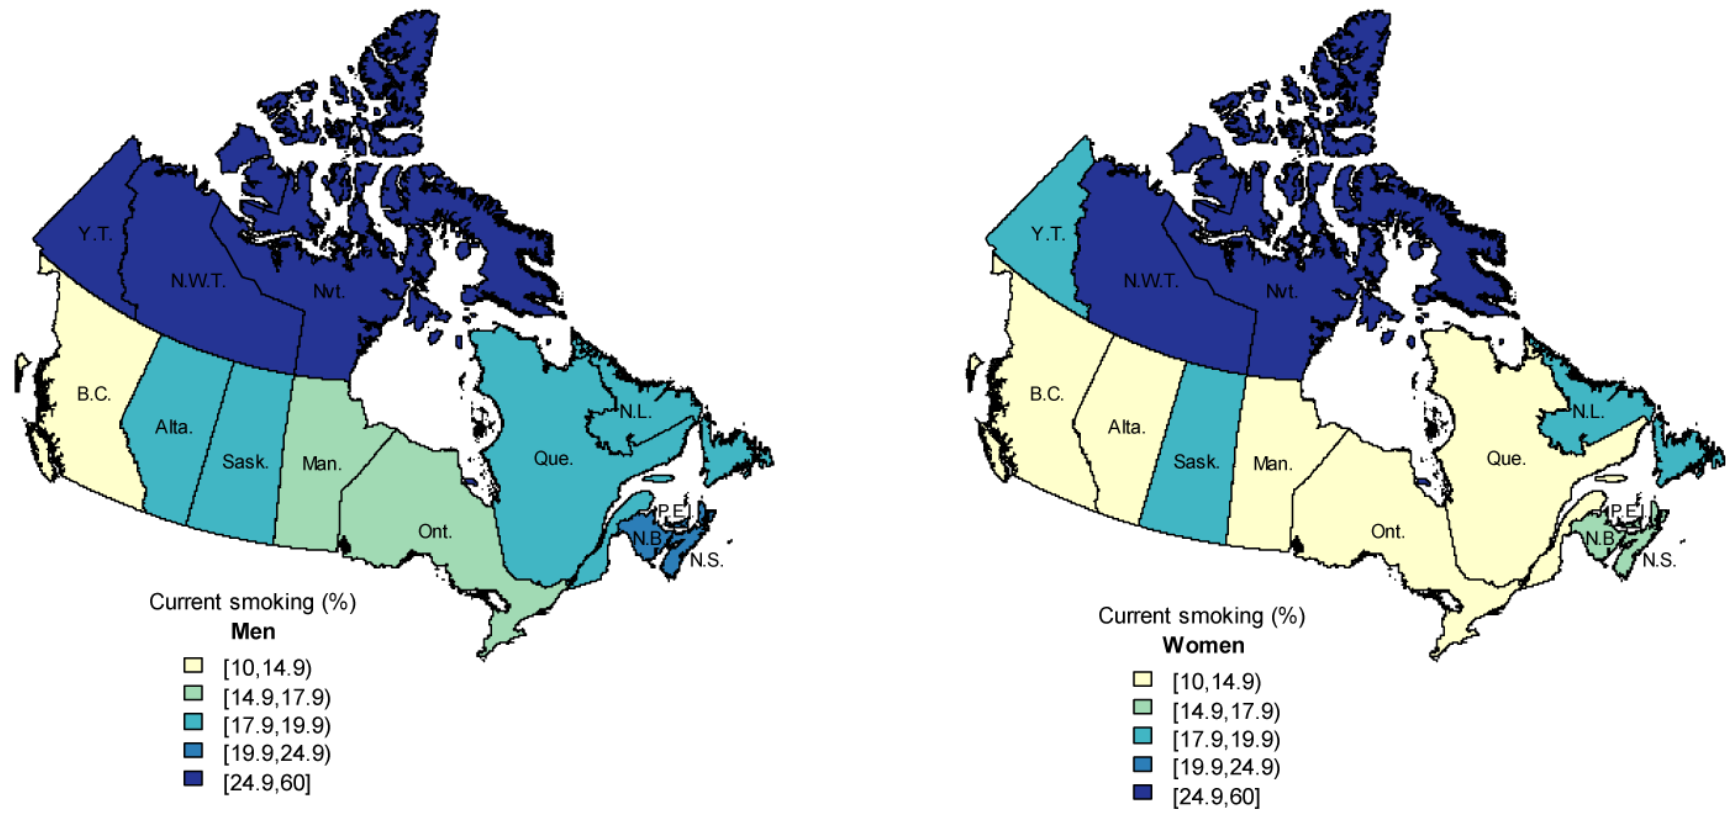 Y.T.
N.W.T.
Nvt.
B.C.
Alta.
Sask.
Man.
Ont.
Que.
N.L.
P.E.I.
N.B.
N.S.
Current smoking (%)
Men
[10,14.9)
[14.9,17.9)
[17.9,19.9)
[19.9,24.9)
[24.9,60]
Y.T.
N.W.T.
Nvt.
B.C.
Alta.
Sask.
Man.
Ont.
Que.
N.L.
P.E.I.
N.B.
N.S.
Current smoking (%)
Women
[10,14.9)
[14.9,17.9)
[17.9,19.9)
[19.9,24.9)
[24.9,60]